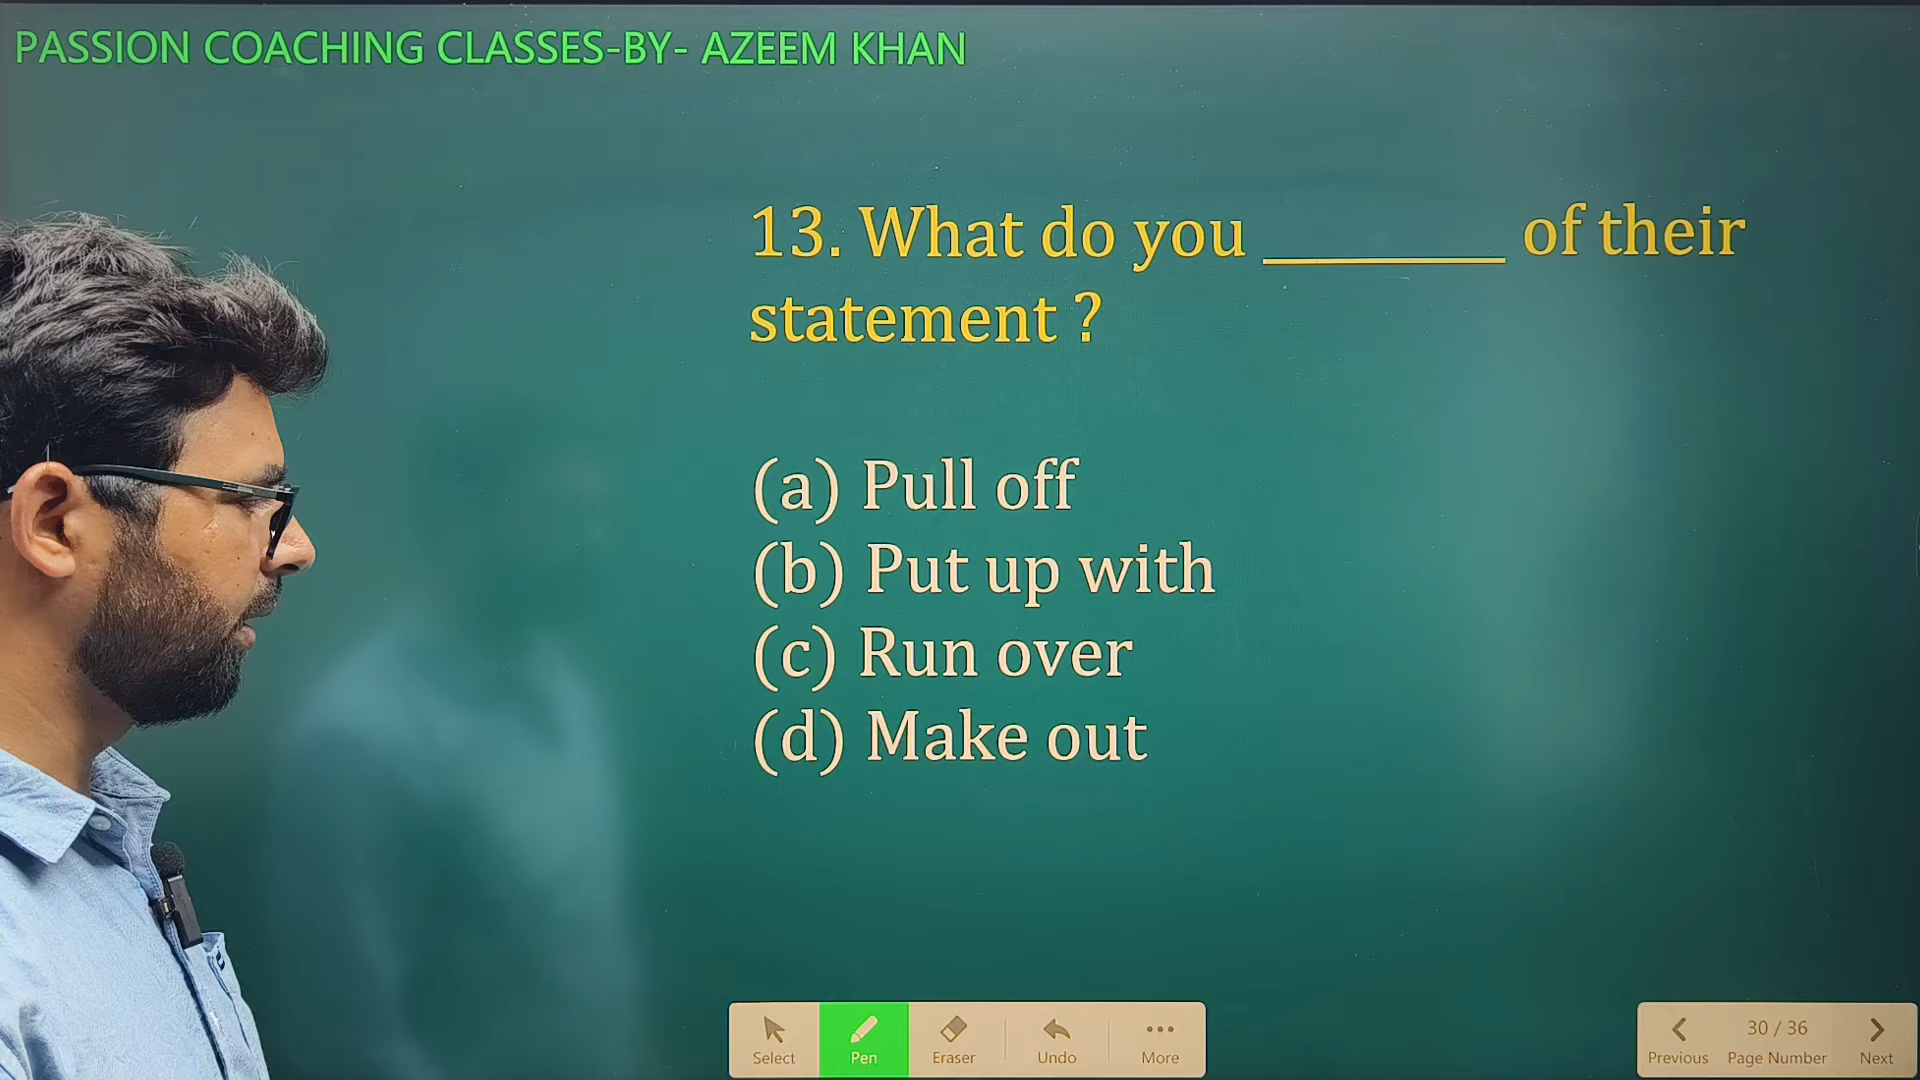 PASSION COACHING CLASSES-BY- AZEEM KHAN
13. What do you ________ of their
statement ?
(a) Pull off
(b) Put up with
(c) Run over
(d) Make out
Select Pen Eraser Undo More
30 / 36
Previous Page Number Next